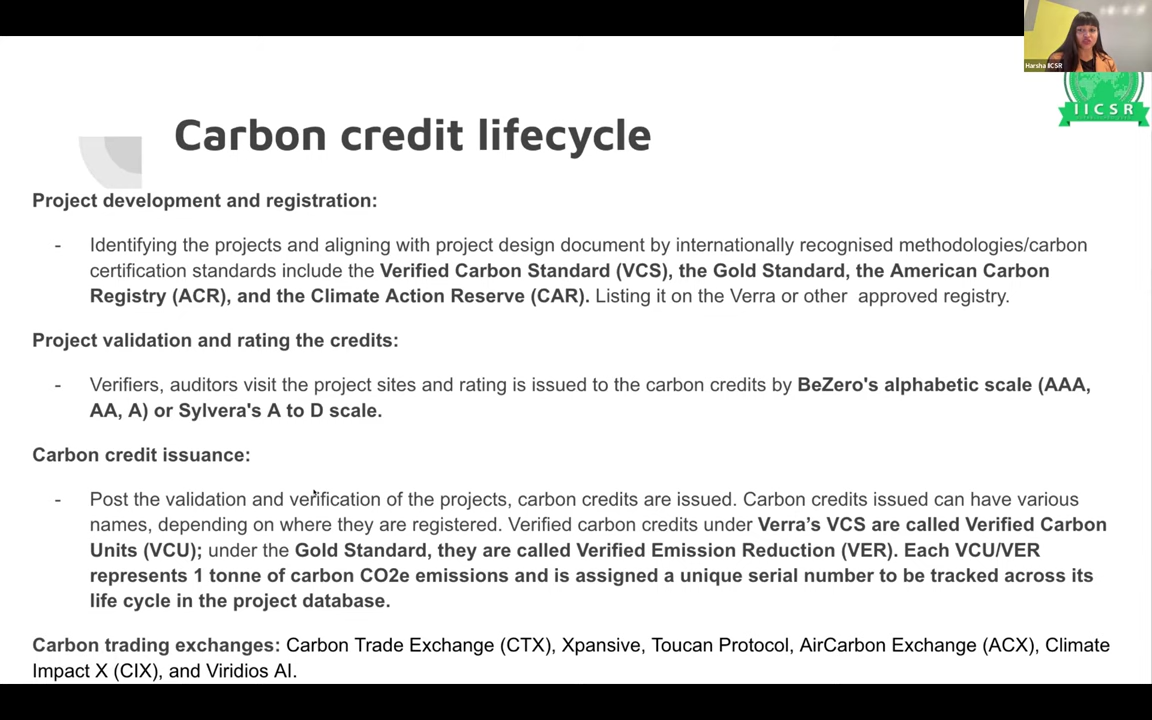 Harsha IICSR
IICSR
Carbon credit lifecycle
Project development and registration:
- Identifying the projects and aligning with project design document by internationally recognised methodologies/carbon
certification standards include the Verified Carbon Standard (VCS), the Gold Standard, the American Carbon
Registry (ACR), and the Climate Action Reserve (CAR). Listing it on the Verra or other approved registry.
Project validation and rating the credits:
- Verifiers, auditors visit the project sites and rating is issued to the carbon credits by BeZero's alphabetic scale (AAA,
AA, A) or Sylvera's A to D scale.
Carbon credit issuance:
- Post the validation and verification of the projects, carbon credits are issued. Carbon credits issued can have various
names, depending on where they are registered. Verified carbon credits under Verra’s VCS are called Verified Carbon
Units (VCU); under the Gold Standard, they are called Verified Emission Reduction (VER). Each VCU/VER
represents 1 tonne of carbon CO2e emissions and is assigned a unique serial number to be tracked across its
life cycle in the project database.
Carbon trading exchanges: Carbon Trade Exchange (CTX), Xpansive, Toucan Protocol, AirCarbon Exchange (ACX), Climate
Impact X (CIX), and Viridios AI.